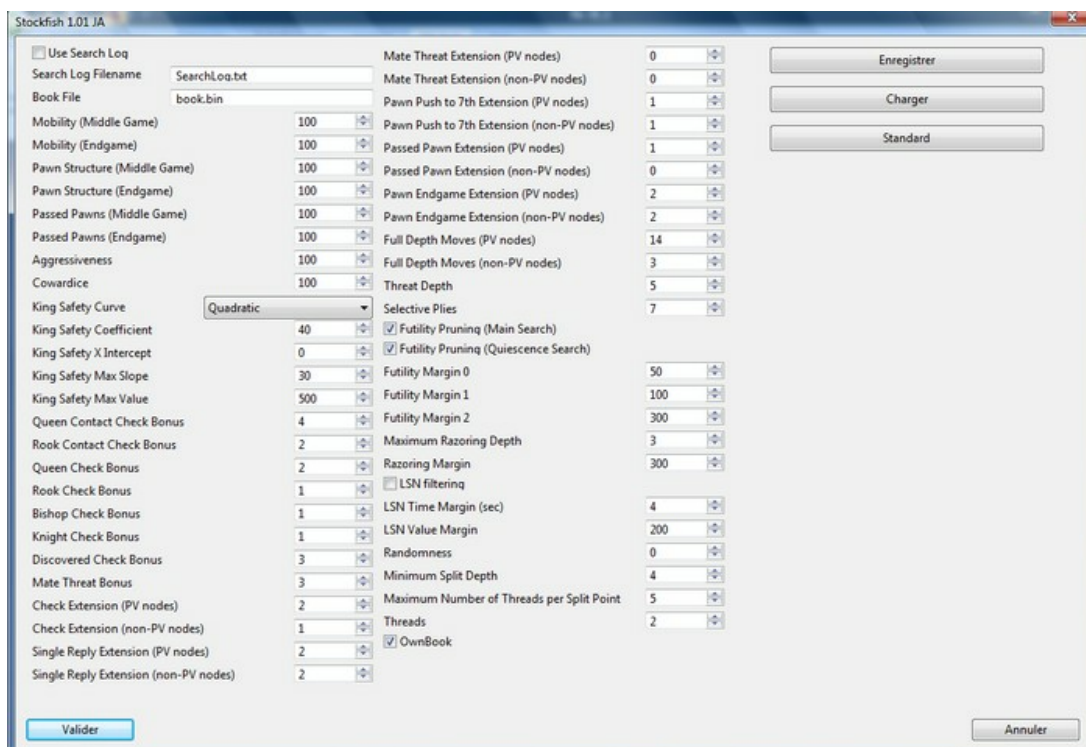 Stockfish 1.01 JA
Use Search Log
Search Log Filename SearchLog.txt
Book File book.bin
Mobility (Middle Game) 100
Mobility (Endgame) 100
Pawn Structure (Middle Game) 100
Pawn Structure (Endgame) 100
Passed Pawns (Middle Game) 100
Passed Pawns (Endgame) 100
Aggressiveness 100
Cowardice 100
King Safety Curve Quadratic
King Safety Coefficient 40
King Safety X Intercept 0
King Safety Max Slope 30
King Safety Max Value 500
Queen Contact Check Bonus 4
Rook Contact Check Bonus 2
Queen Check Bonus 2
Rook Check Bonus 1
Bishop Check Bonus 1
Knight Check Bonus 1
Discovered Check Bonus 3
Mate Threat Bonus 3
Check Extension (PV nodes) 2
Check Extension (non-PV nodes) 1
Single Reply Extension (PV nodes) 2
Single Reply Extension (non-PV nodes) 2
Mate Threat Extension (PV nodes) 0
Mate Threat Extension (non-PV nodes) 0
Pawn Push to 7th Extension (PV nodes) 1
Pawn Push to 7th Extension (non-PV nodes) 1
Passed Pawn Extension (PV nodes) 1
Passed Pawn Extension (non-PV nodes) 0
Pawn Endgame Extension (PV nodes) 2
Pawn Endgame Extension (non-PV nodes) 2
Full Depth Moves (PV nodes) 14
Full Depth Moves (non-PV nodes) 3
Threat Depth 5
Selective Plies 7
Futility Pruning (Main Search)
Futility Pruning (Quiescence Search)
Futility Margin 0 50
Futility Margin 1 100
Futility Margin 2 300
Maximum Razoring Depth 3
Razoring Margin 300
LSN filtering
LSN Time Margin (sec) 4
LSN Value Margin 200
Randomness 0
Minimum Split Depth 4
Maximum Number of Threads per Split Point 5
Threads 2
OwnBook
Enregistrer
Charger
Standard
Valider
Annuler